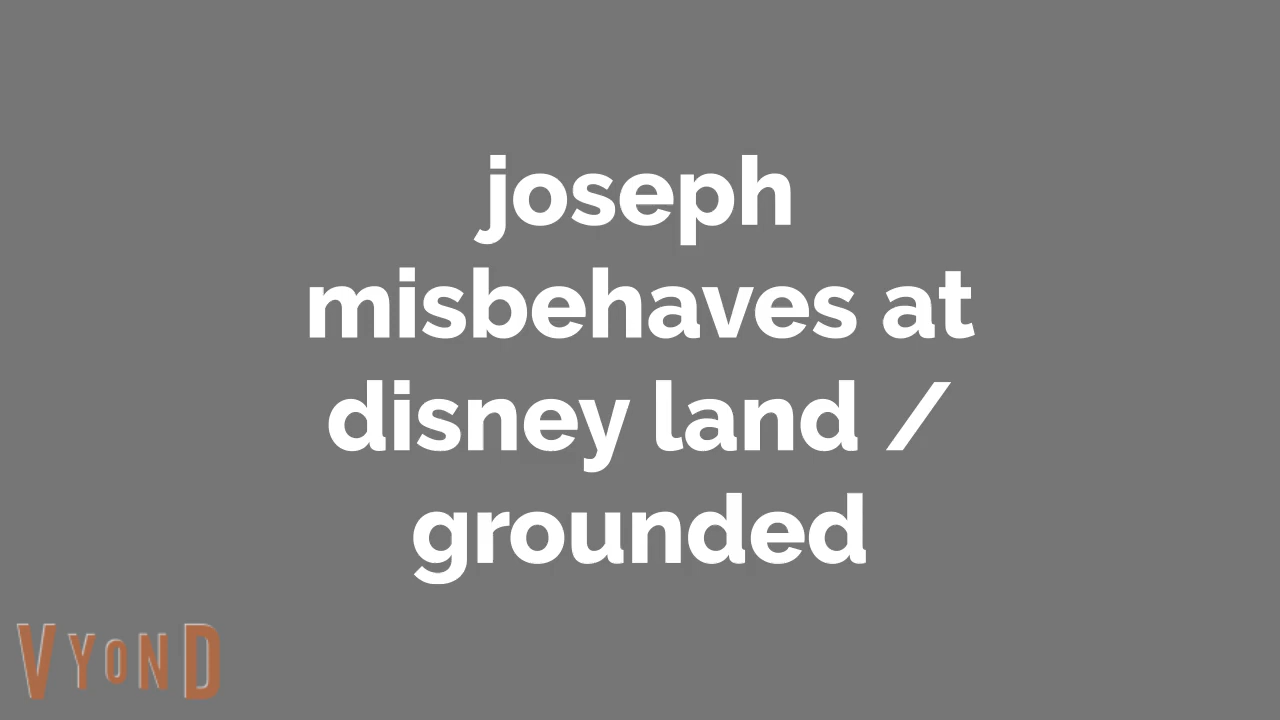 joseph
misbehaves at
disney land /
grounded
VYOND